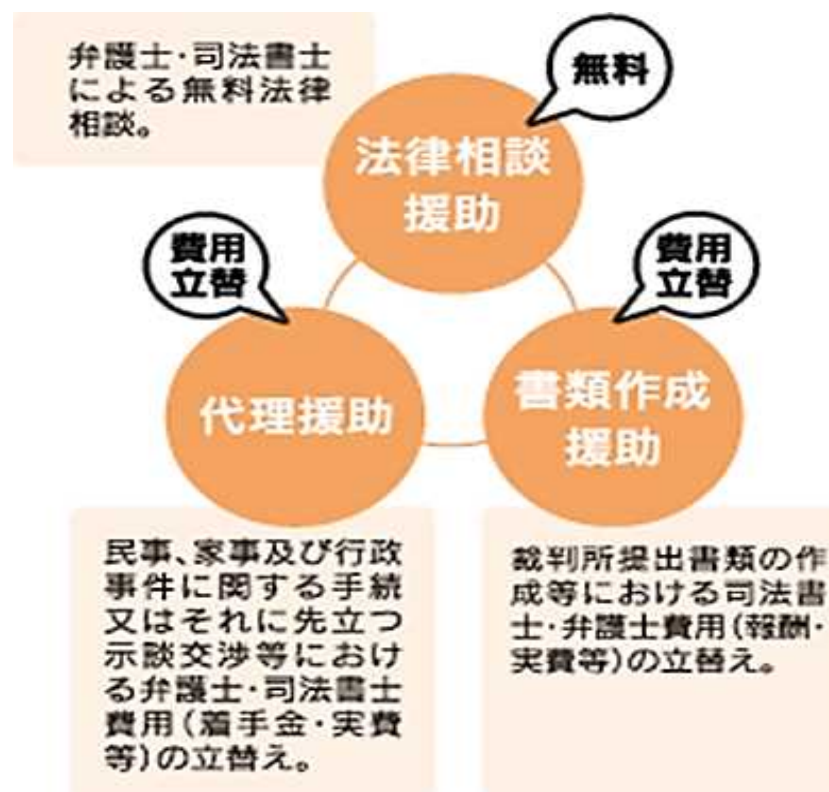 弁護士・司法書士
による無料法律
相談。
無料
法律相談
援助
費用
立替
代理援助
費用
立替
書類作成
援助
民事、家事及び行政
事件に関する手続
又はそれに先立つ
示談交渉等におけ
る弁護士・司法書士
費用(着手金・実費
等)の立替え。
裁判所提出書類の作
成等における司法書
士・弁護士費用(報酬・
実費等)の立替え。